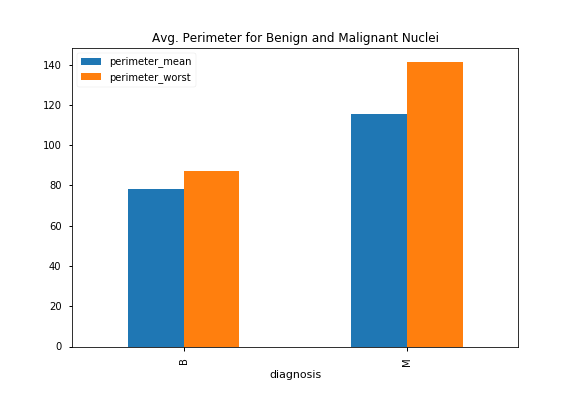 Avg. Perimeter for Benign and Malignant Nuclei
perimeter_mean
perimeter_worst
140
120
100
80
60
40
20
0
B
M
diagnosis